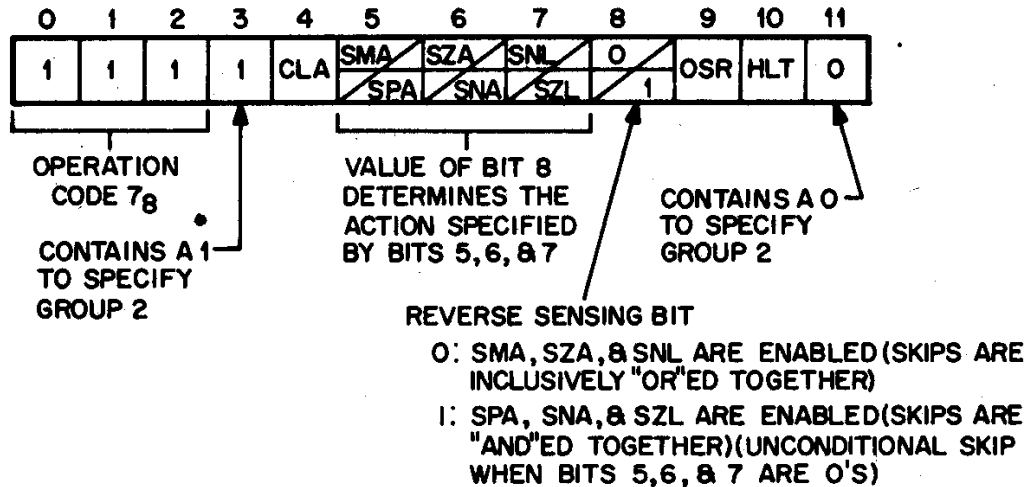 0 1 2 3 4 5 6 7 8 9 10 11
1 1 1 1 CLA SMA SZA SNL 0 OSR HLT 0
SPA SNA SZL 1
OPERATION
CODE 7₈
CONTAINS A 1
TO SPECIFY
GROUP 2
VALUE OF BIT 8
DETERMINES THE
ACTION SPECIFIED
BY BITS 5,6, & 7
CONTAINS A 0
TO SPECIFY
GROUP 2
REVERSE SENSING BIT
0: SMA, SZA, & SNL ARE ENABLED (SKIPS ARE
INCLUSIVELY "OR"ED TOGETHER)
1: SPA, SNA, & SZL ARE ENABLED (SKIPS ARE
"AND"ED TOGETHER) (UNCONDITIONAL SKIP
WHEN BITS 5,6, & 7 ARE 0'S)